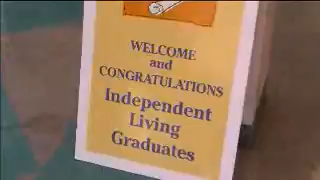 WELCOME
and
CONGRATULATIONS
Independent
Living
Graduates